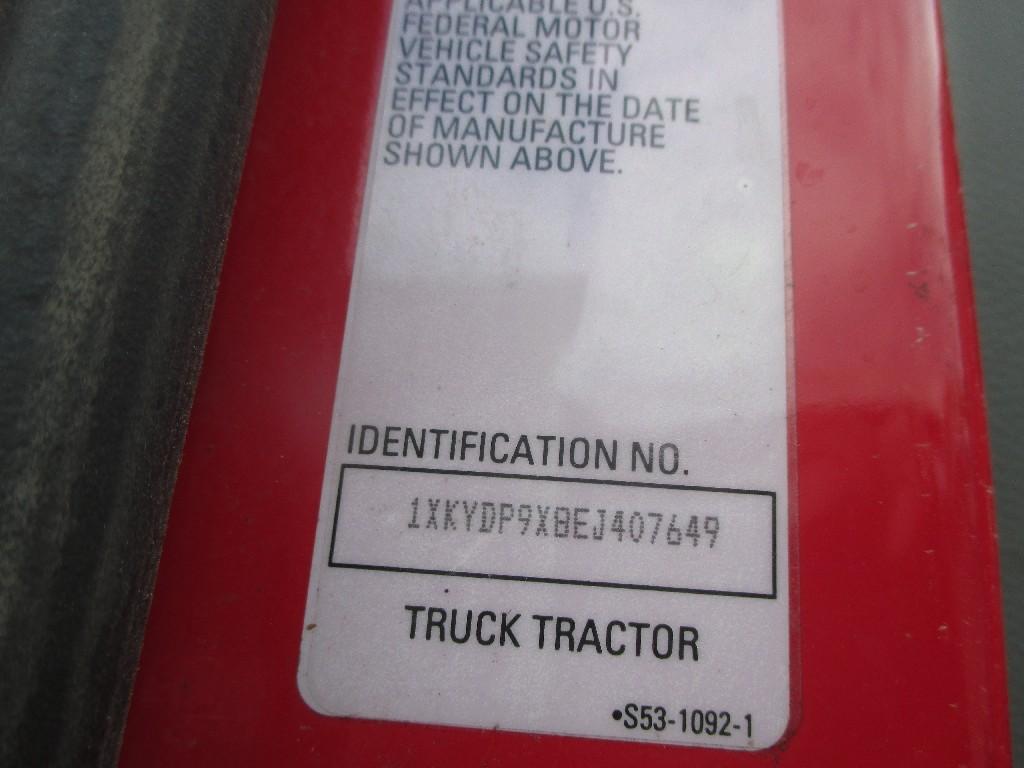 APPLICABLE U.S.
FEDERAL MOTOR
VEHICLE SAFETY
STANDARDS IN
EFFECT ON THE DATE
OF MANUFACTURE
SHOWN ABOVE.
IDENTIFICATION NO.
1XKYDP9X8EJ407649
TRUCK TRACTOR
•S53-1092-1